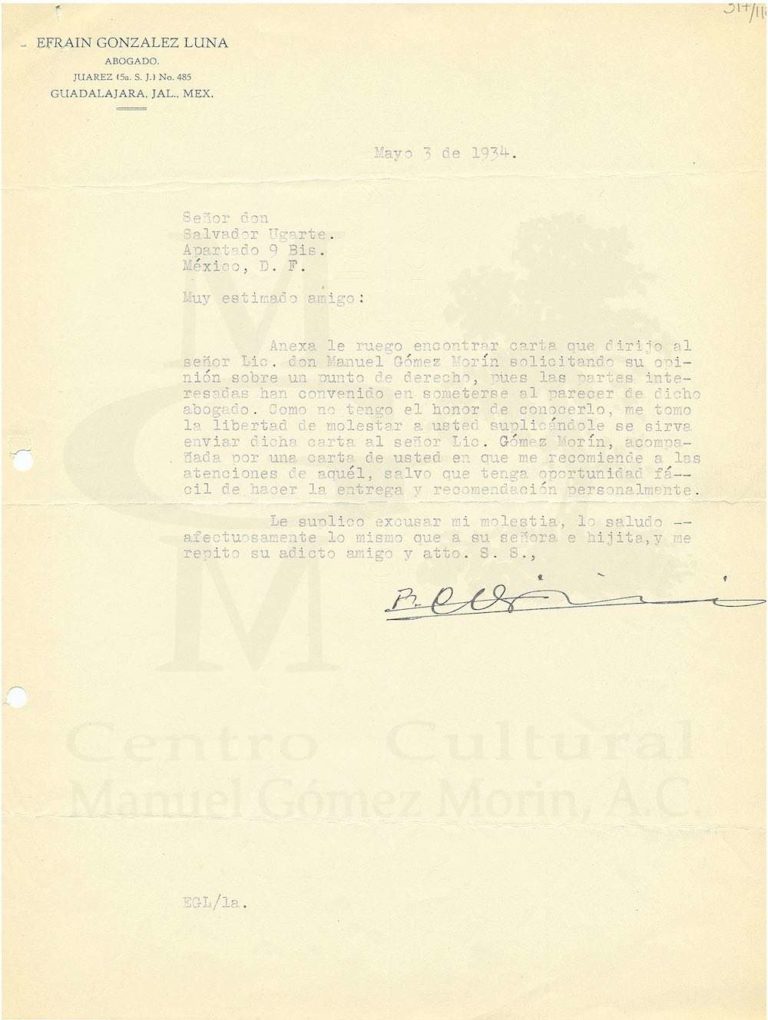 EFRAIN GONZALEZ LUNA
ABOGADO.
JUAREZ (5a. S. J.) No. 485
GUADALAJARA, JAL., MEX.
Mayo 3 de 1934.
Señor don
Salvador Ugarte.
Apartado 9 Bis.
México, D. F.
Muy estimado amigo:
Anexa le ruego encontrar carta que dirijo al
señor Lic. don Manuel Gómez Morín solicitando su opi-
nión sobre un punto de derecho, pues las partes inte-
resadas han convenido en someterse al parecer de dicho
abogado. Como no tengo el honor de conocerlo, me tomo
la libertad de molestar a usted suplicándole se sirva
enviar dicha carta al señor Lic. Gómez Morín, acompa-
ñada por una carta de usted en que me recomiende a las
atenciones de aquél, salvo que tenga oportunidad fá--
cil de hacer la entrega y recomendación personalmente.
Le suplico excusar mi molestia, lo saludo --
afectuosamente lo mismo que a su señora e hijita, y me
repito su adicto amigo y atto. S. S.,
M
C
M
Centro Cultural
Manuel Gómez Morin, A.C.
EGL/la.